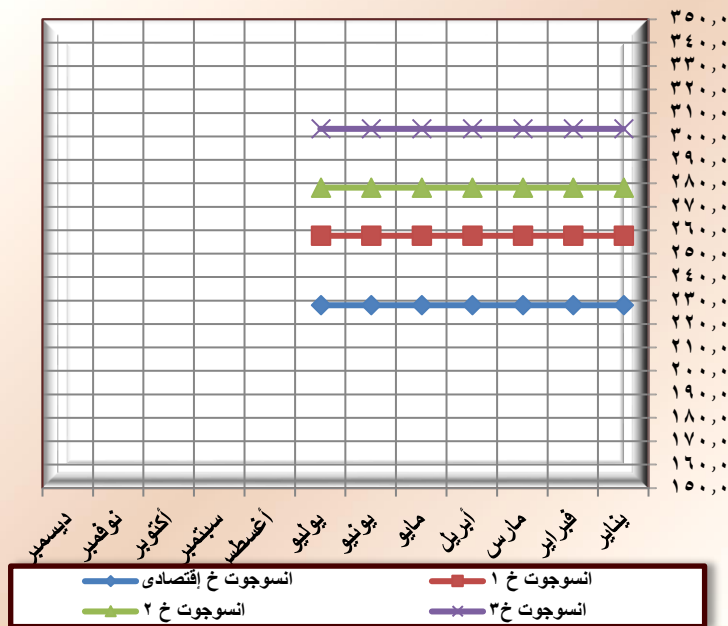 ٣٥٠,٠
٣٤٠,٠
٣٣٠,٠
٣٢٠,٠
٣١٠,٠
٣٠٠,٠
٢٩٠,٠
٢٨٠,٠
٢٧٠,٠
٢٦٠,٠
٢٥٠,٠
٢٤٠,٠
٢٣٠,٠
٢٢٠,٠
٢١٠,٠
٢٠٠,٠
١٩٠,٠
١٨٠,٠
١٧٠,٠
١٦٠,٠
١٥٠,٠
يناير
فبراير
مارس
أبريل
مايو
يونيو
يوليو
أغسطس
سبتمبر
أكتوبر
نوفمبر
ديسمبر
انسوجوت خ ١ انسوجوت خ إقتصادى
انسوجوت خ٣ انسوجوت خ ٢